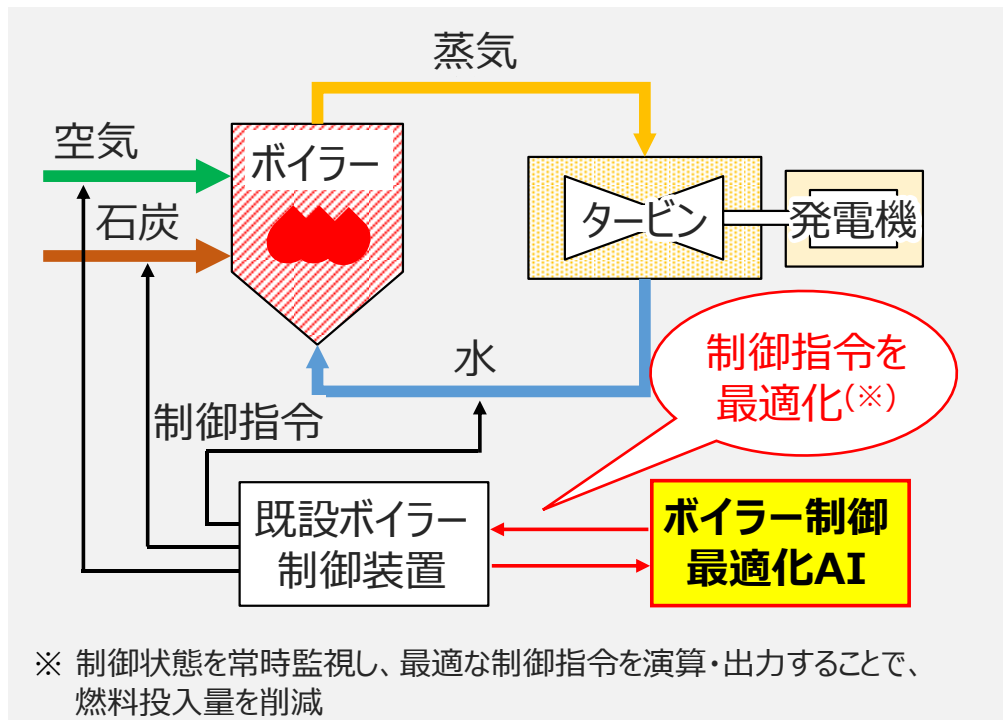 蒸気
空気
ボイラー
石炭
タービン
発電機
水
制御指令を
最適化(※)
制御指令
既設ボイラー
制御装置
ボイラー制御
最適化AI
※ 制御状態を常時監視し、最適な制御指令を演算・出力することで、
燃料投入量を削減